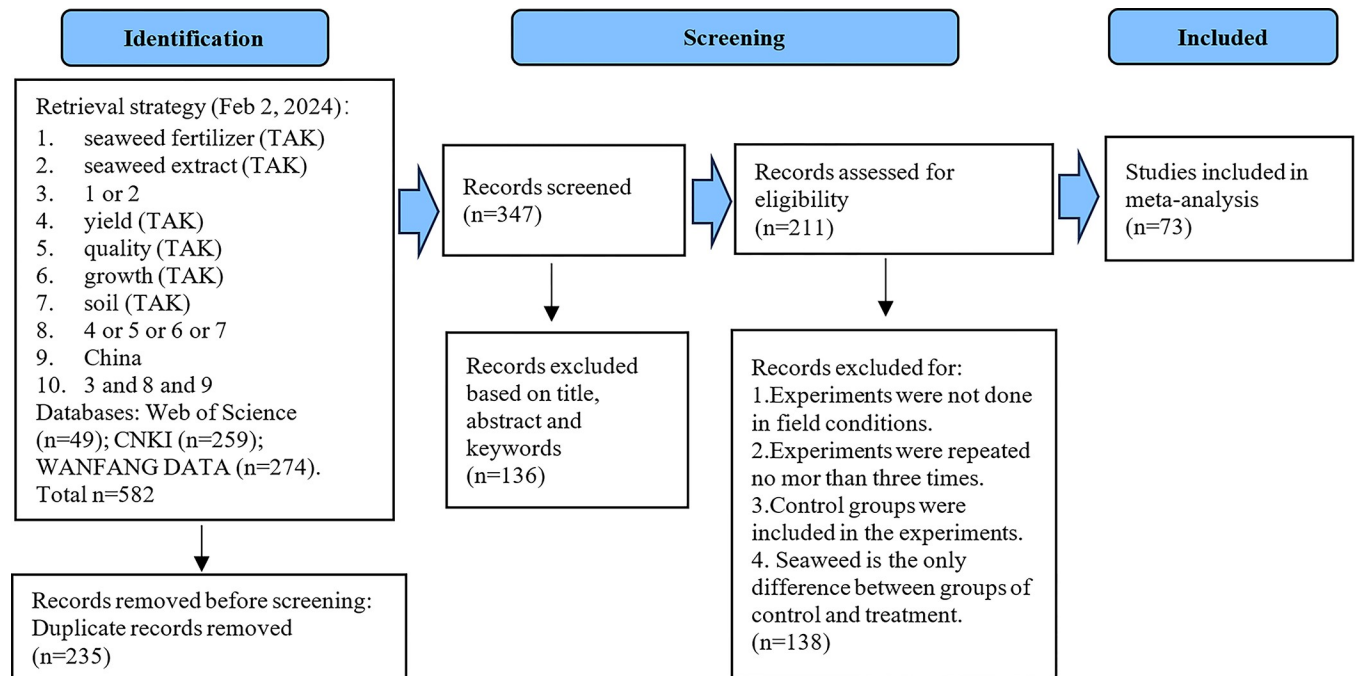 Identification
Retrieval strategy (Feb 2, 2024):
1. seaweed fertilizer (TAK)
2. seaweed extract (TAK)
3. 1 or 2
4. yield (TAK)
5. quality (TAK)
6. growth (TAK)
7. soil (TAK)
8. 4 or 5 or 6 or 7
9. China
10. 3 and 8 and 9
Databases: Web of Science
(n=49); CNKI (n=259);
WANFANG DATA (n=274).
Total n=582
Records removed before screening:
Duplicate records removed
(n=235)
Screening
Records screened
(n=347)
Records excluded
based on title,
abstract and
keywords
(n=136)
Records assessed for
eligibility
(n=211)
Records excluded for:
1.Experiments were not done
in field conditions.
2.Experiments were repeated
no mor than three times.
3.Control groups were
included in the experiments.
4. Seaweed is the only
difference between groups of
control and treatment.
(n=138)
Included
Studies included in
meta-analysis
(n=73)